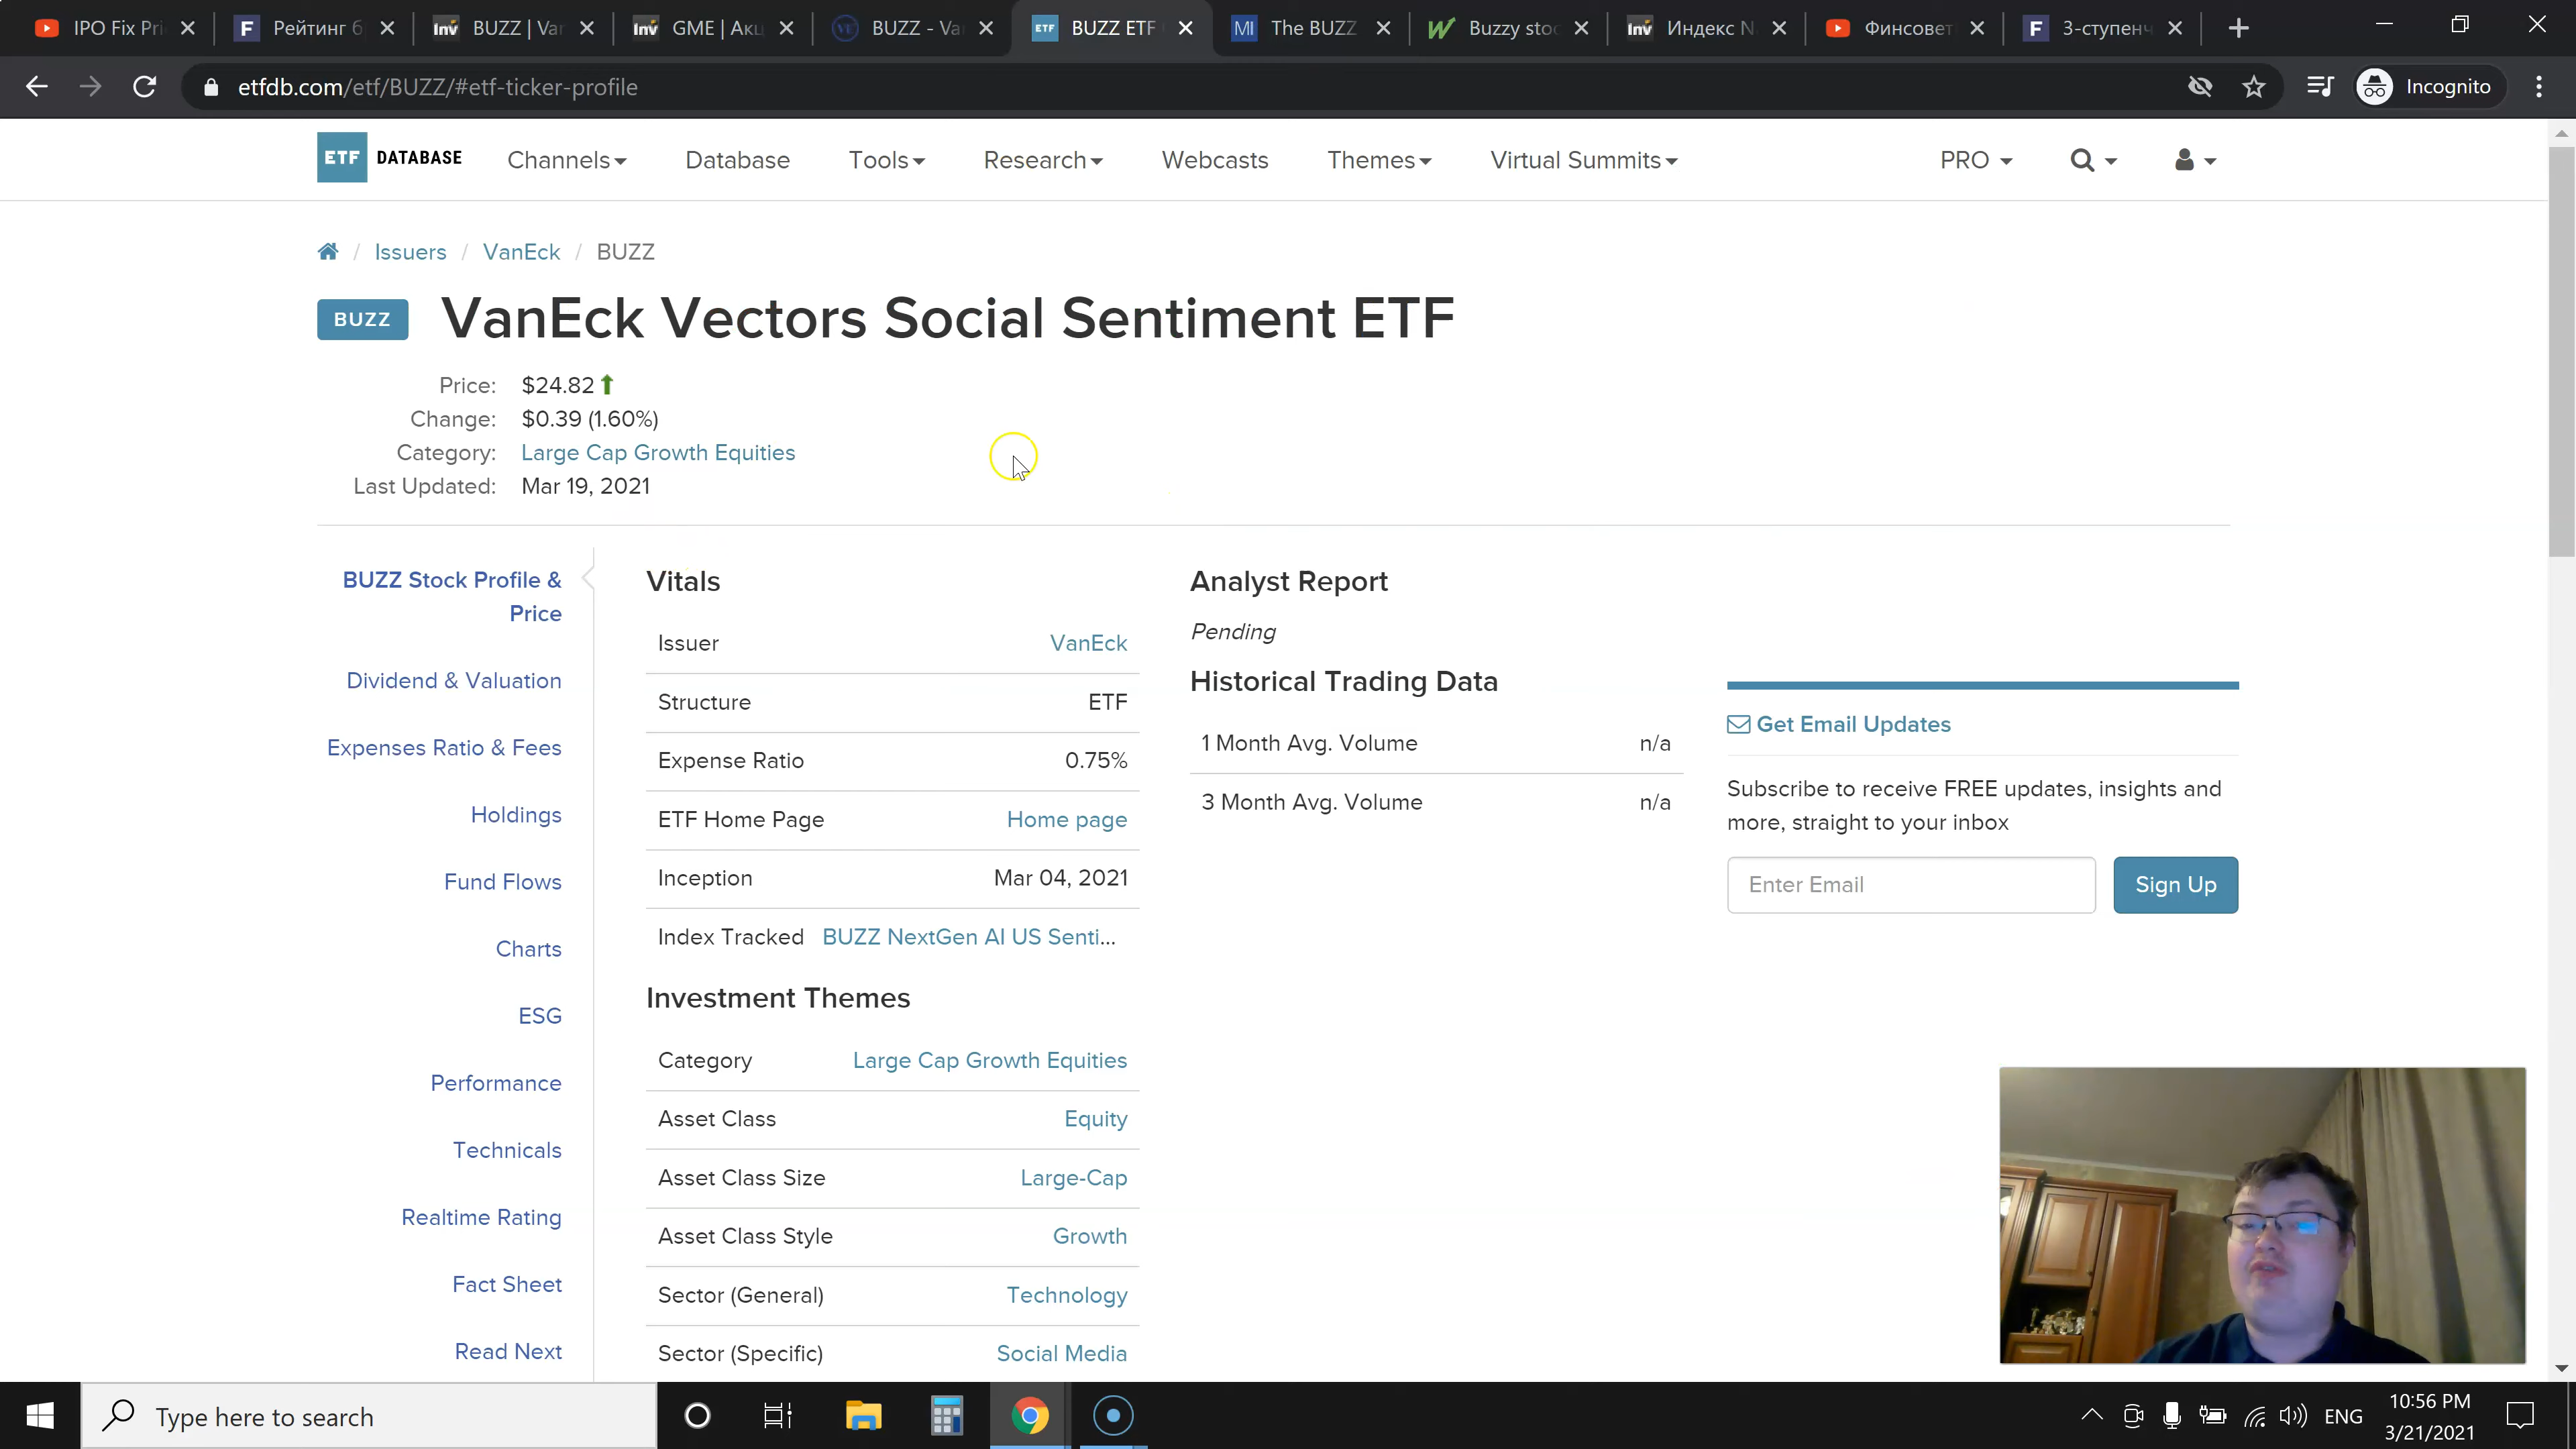 IPO Fix Pri
Рейтинг б
BUZZ | Van
GME | Акц
BUZZ - Va
BUZZ ETF
The BUZZ
Buzzy stoc
Индекс N
Финсовет
3-ступенч
etfdb.com/etf/BUZZ/#etf-ticker-profile
Incognito
ETF DATABASE
Channels
Database
Tools
Research
Webcasts
Themes
Virtual Summits
PRO
/ Issuers / VanEck / BUZZ
BUZZ VanEck Vectors Social Sentiment ETF
Price: $24.82
Change: $0.39 (1.60%)
Category: Large Cap Growth Equities
Last Updated: Mar 19, 2021
BUZZ Stock Profile &
Price
Dividend & Valuation
Expenses Ratio & Fees
Holdings
Fund Flows
Charts
ESG
Performance
Technicals
Realtime Rating
Fact Sheet
Read Next
Vitals
Issuer VanEck
Structure ETF
Expense Ratio 0.75%
ETF Home Page Home page
Inception Mar 04, 2021
Index Tracked BUZZ NextGen AI US Senti...
Investment Themes
Category Large Cap Growth Equities
Asset Class Equity
Asset Class Size Large-Cap
Asset Class Style Growth
Sector (General) Technology
Sector (Specific) Social Media
Analyst Report
Pending
Historical Trading Data
1 Month Avg. Volume n/a
3 Month Avg. Volume n/a
Get Email Updates
Subscribe to receive FREE updates, insights and
more, straight to your inbox
Enter Email
Sign Up
Type here to search
ENG
10:56 PM
3/21/2021